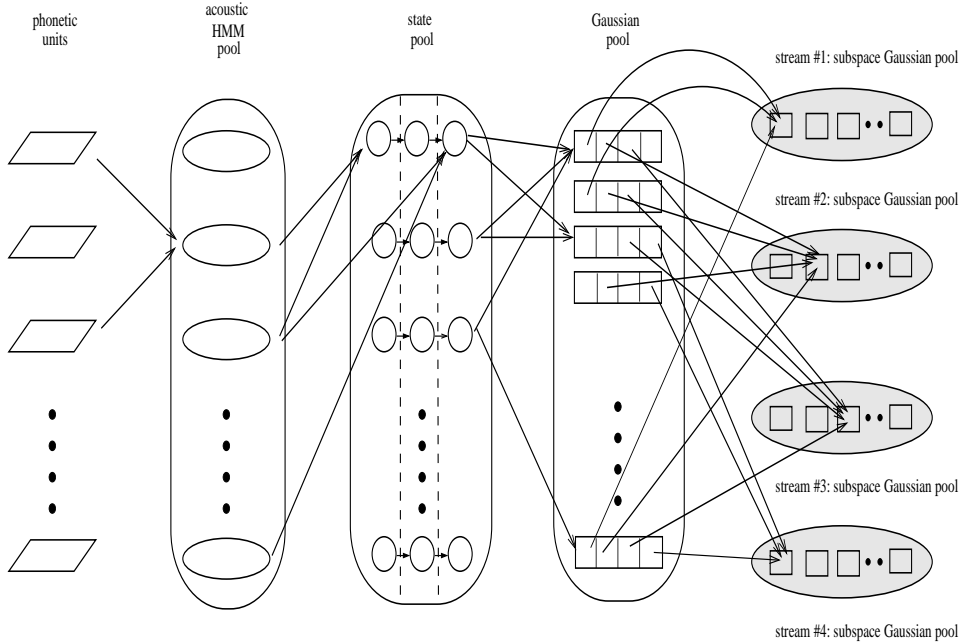 phonetic
units
acoustic
HMM
pool
state
pool
Gaussian
pool
stream #1: subspace Gaussian pool
stream #2: subspace Gaussian pool
stream #3: subspace Gaussian pool
stream #4: subspace Gaussian pool